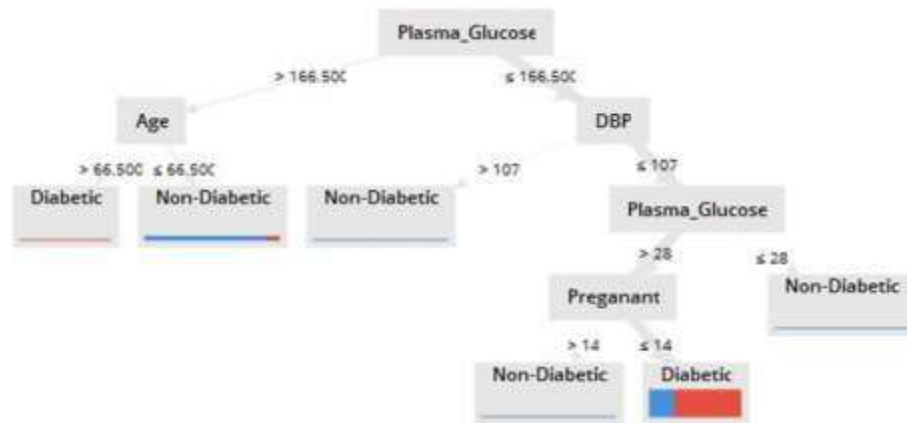 Plasma_Glucose
> 166.500
≤ 166.500
Age
DBP
> 66.500
≤ 66.500
> 107
≤ 107
Diabetic
Non-Diabetic
Non-Diabetic
Plasma_Glucose
> 28
≤ 28
Preganant
Non-Diabetic
> 14
≤ 14
Non-Diabetic
Diabetic